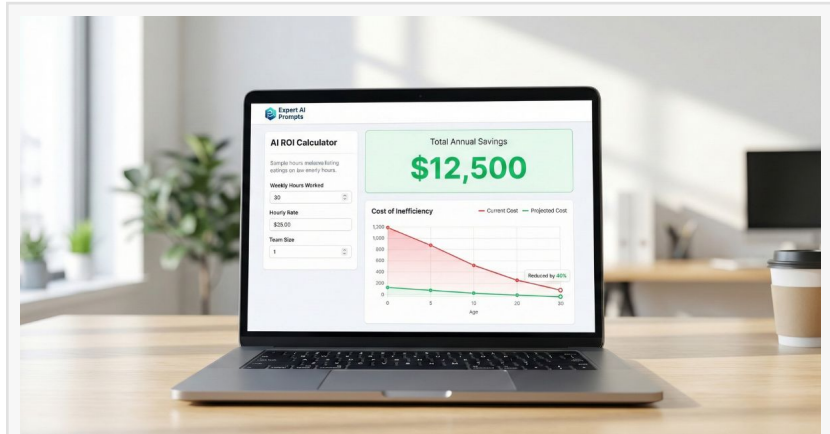 Expert AI
Prompts
AI ROI Calculator
Total Annual Savings
$12,500
Weekly Hours Worked
30
Hourly Rate
$25.00
Team Size
1
Cost of Inefficiency
Current Cost
Projected Cost
1,200
1,000
800
600
400
200
0
Reduced by 40%
0
5
10
20
30
Age